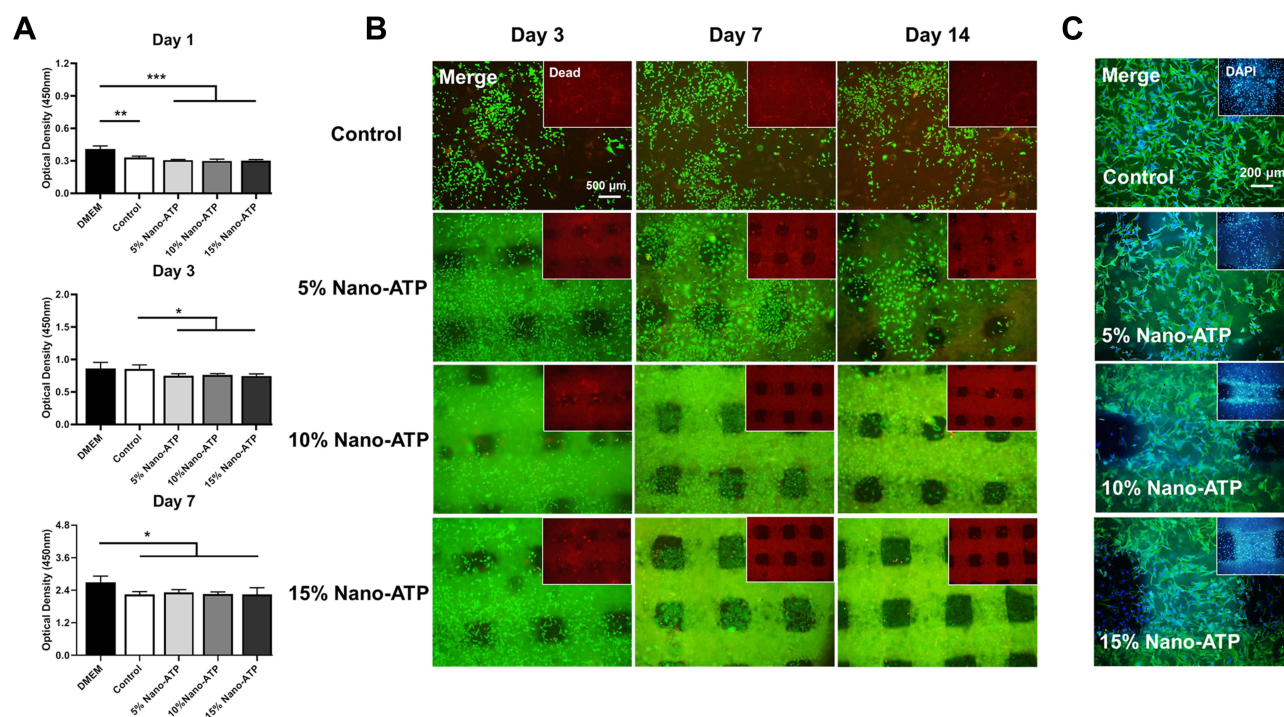 A
Day 1
Optical Density (450nm)
1.2
0.9
0.6
0.3
0.0
***
**
DMEM
Control
5% Nano-ATP
10% Nano-ATP
15% Nano-ATP
Day 3
Optical Density (450nm)
2.0
1.5
1.0
0.5
0.0
*
DMEM
Control
5% Nano-ATP
10%Nano-ATP
15% Nano-ATP
Day 7
Optical Density (450nm)
4.8
3.6
2.4
1.2
0.0
*
DMEM
Control
5% Nano-ATP
10%Nano-ATP
15% Nano-ATP
B
Day 3
Day 7
Day 14
Control
Merge
Dead
500 μm
5% Nano-ATP
10% Nano-ATP
15% Nano-ATP
C
Merge
DAPI
Control
200 μm
5% Nano-ATP
10% Nano-ATP
15% Nano-ATP